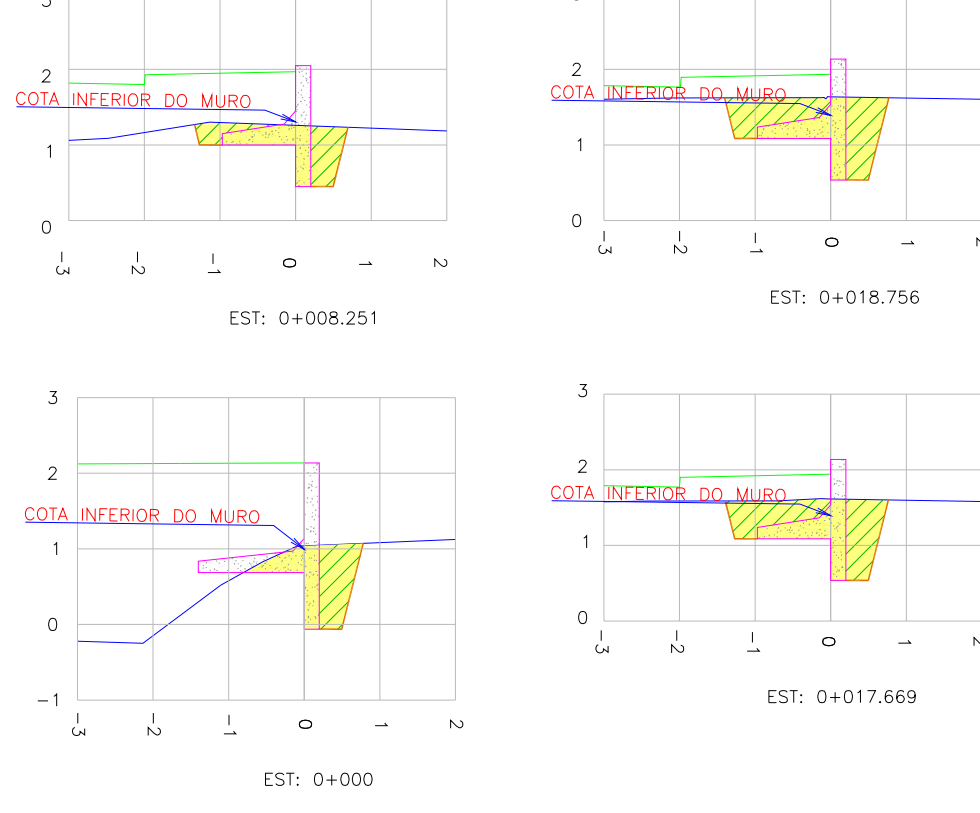 3
2
COTA INFERIOR DO MURO
1
0
-3 -2 -1 0 1 2
EST: 0+008.251
2
COTA INFERIOR DO MURO
1
0
-3 -2 -1 0 1
EST: 0+018.756
3
2
COTA INFERIOR DO MURO
1
0
-1
-3 -2 -1 0 1 2
EST: 0+000
3
2
COTA INFERIOR DO MURO
1
0
-3 -2 -1 0 1
EST: 0+017.669